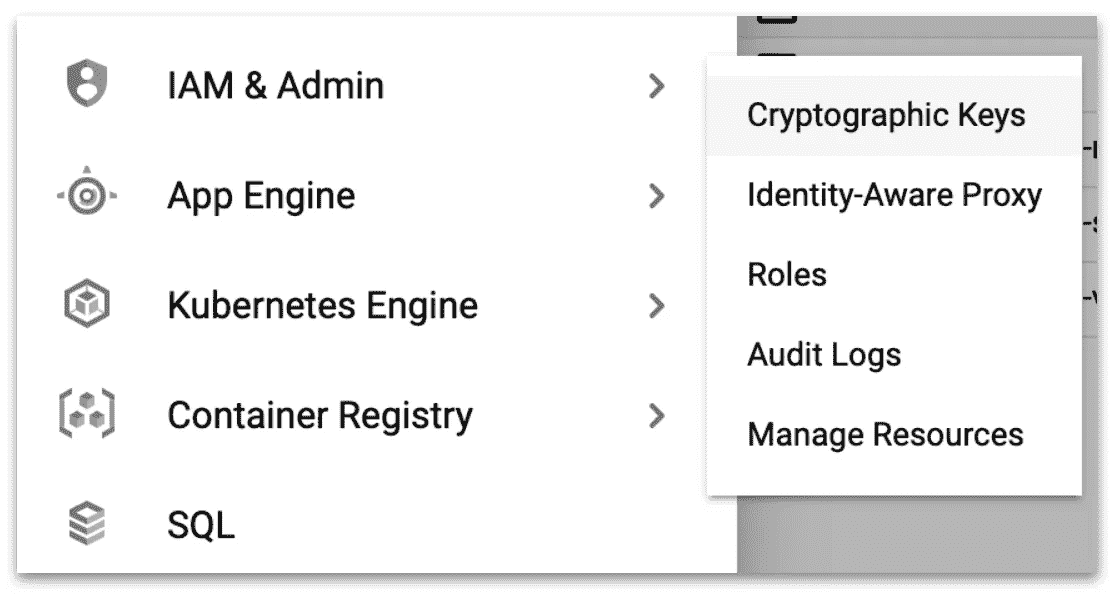 IAM & Admin
App Engine
Kubernetes Engine
Container Registry
SQL
Cryptographic Keys
Identity-Aware Proxy
Roles
Audit Logs
Manage Resources